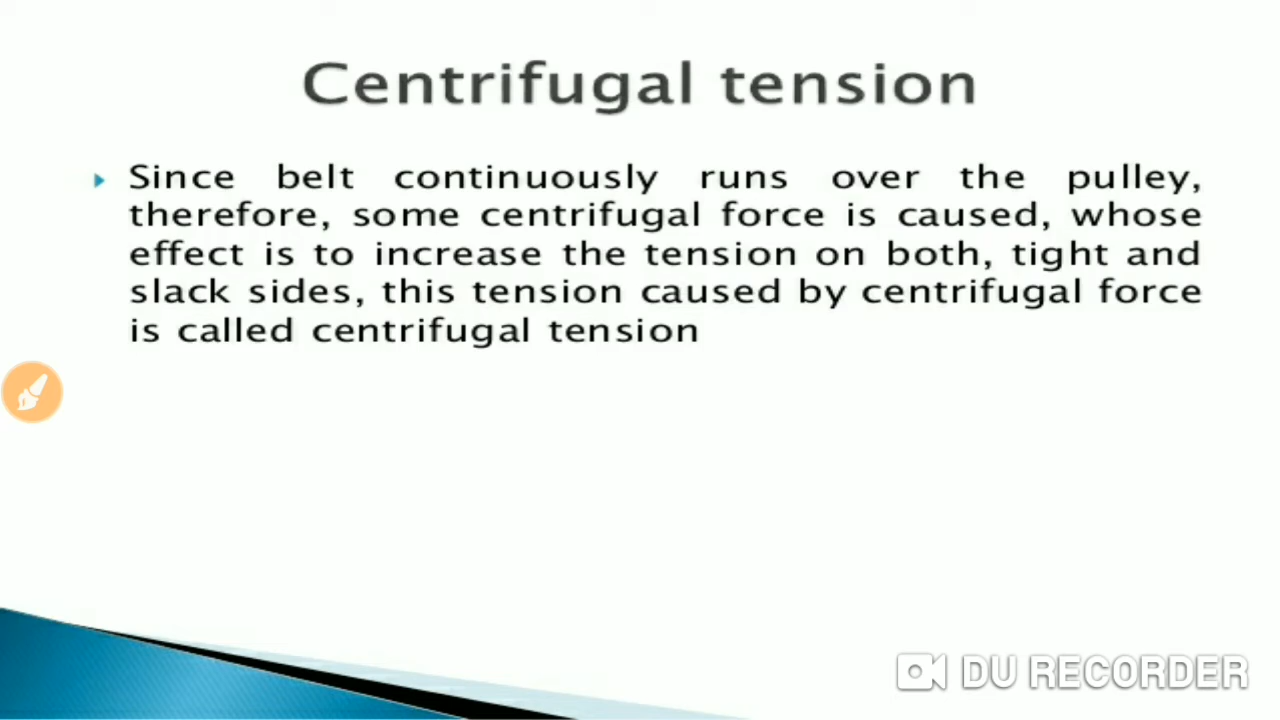 Centrifugal tension
Since belt continuously runs over the pulley,
therefore, some centrifugal force is caused, whose
effect is to increase the tension on both, tight and
slack sides, this tension caused by centrifugal force
is called centrifugal tension
DU RECORDER